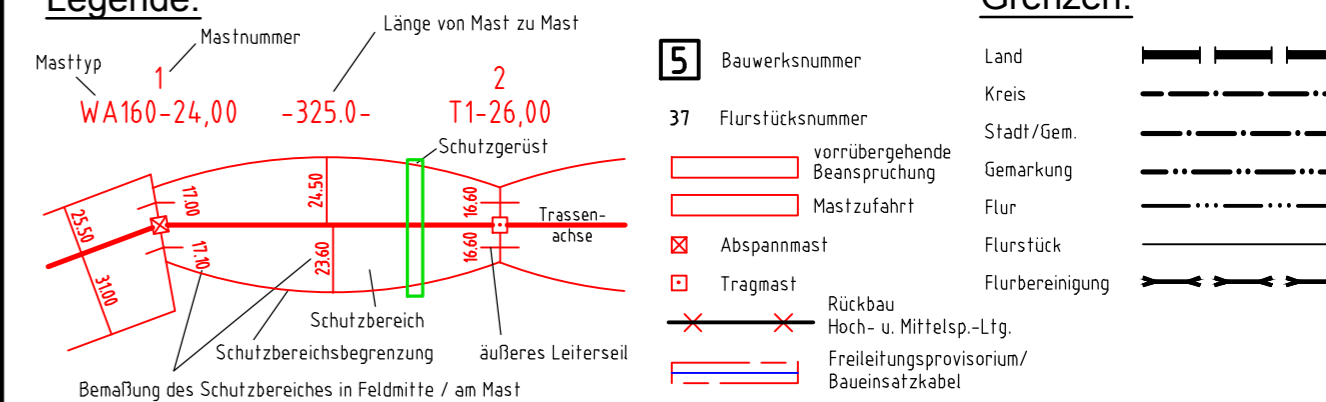 Legende:
Masttyp
Mastnummer
Länge von Mast zu Mast
1
2
WA160-24,00
-325.0-
T1-26,00
Schutzgerüst
17.00
24.50
16.60
25.50
Trassen-
achse
17.10
23.60
16.60
31.00
Schutzbereich
Schutzbereichsbegrenzung
äußeres Leiterseil
Bemaßung des Schutzbereiches in Feldmitte / am Mast
5
Bauwerksnummer
37
Flurstücksnummer
vorrübergehende
Beanspruchung
Mastzufahrt
Abspannmast
Tragmast
Rückbau
Hoch- u. Mittelsp.-Ltg.
Freileitungsprovisorium/
Baueinsatzkabel
Grenzen:
Land
Kreis
Stadt/Gem.
Gemarkung
Flur
Flurstück
Flurbereinigung